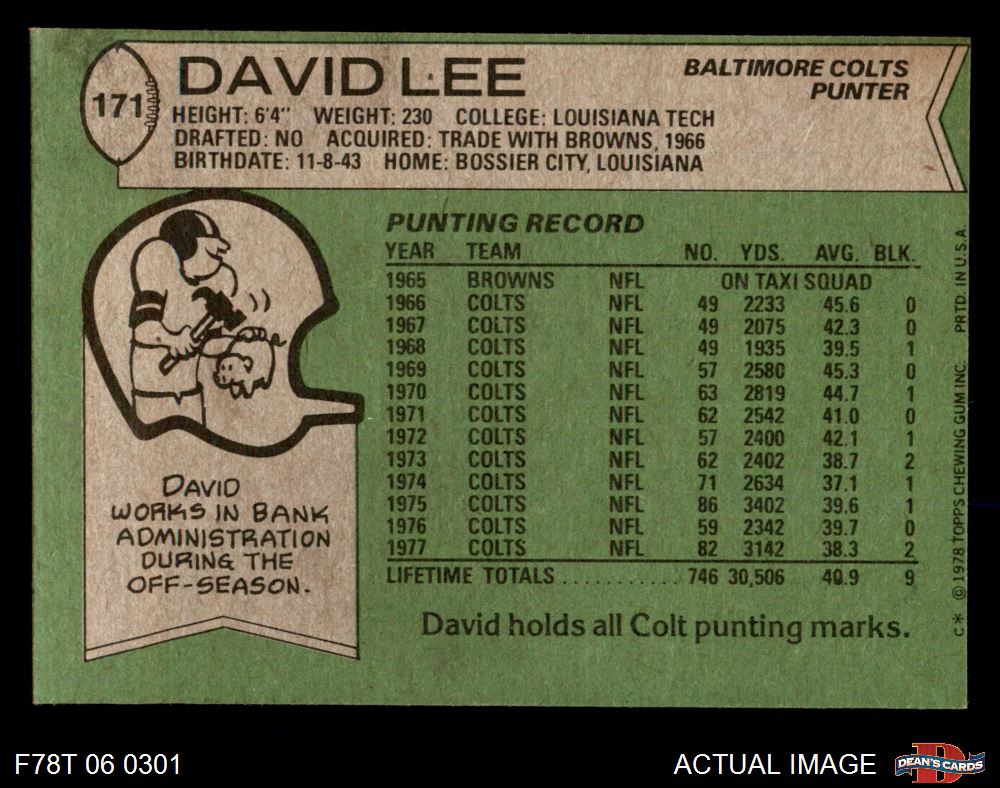 171
DAVID LEE
BALTIMORE COLTS
PUNTER
HEIGHT: 6'4" WEIGHT: 230 COLLEGE: LOUISIANA TECH
DRAFTED: NO ACQUIRED: TRADE WITH BROWNS, 1966
BIRTHDATE: 11-8-43 HOME: BOSSIER CITY, LOUISIANA
DAVID
WORKS IN BANK
ADMINISTRATION
DURING THE
OFF-SEASON.
PUNTING RECORD
YEAR TEAM NO. YDS. AVG. BLK.
1965 BROWNS NFL ON TAXI SQUAD
1966 COLTS NFL 49 2233 45.6 0
1967 COLTS NFL 49 2075 42.3 0
1968 COLTS NFL 49 1935 39.5 1
1969 COLTS NFL 57 2580 45.3 0
1970 COLTS NFL 63 2819 44.7 1
1971 COLTS NFL 62 2542 41.0 0
1972 COLTS NFL 57 2400 42.1 1
1973 COLTS NFL 62 2402 38.7 2
1974 COLTS NFL 71 2634 37.1 1
1975 COLTS NFL 86 3402 39.6 1
1976 COLTS NFL 59 2342 39.7 0
1977 COLTS NFL 82 3142 38.3 2
LIFETIME TOTALS .......... 746 30,506 40.9 9
David holds all Colt punting marks.
C* © 1978 TOPPS CHEWING GUM INC. PRTD. IN U.S.A.
F78T 06 0301
ACTUAL IMAGE
DEAN'S CARDS